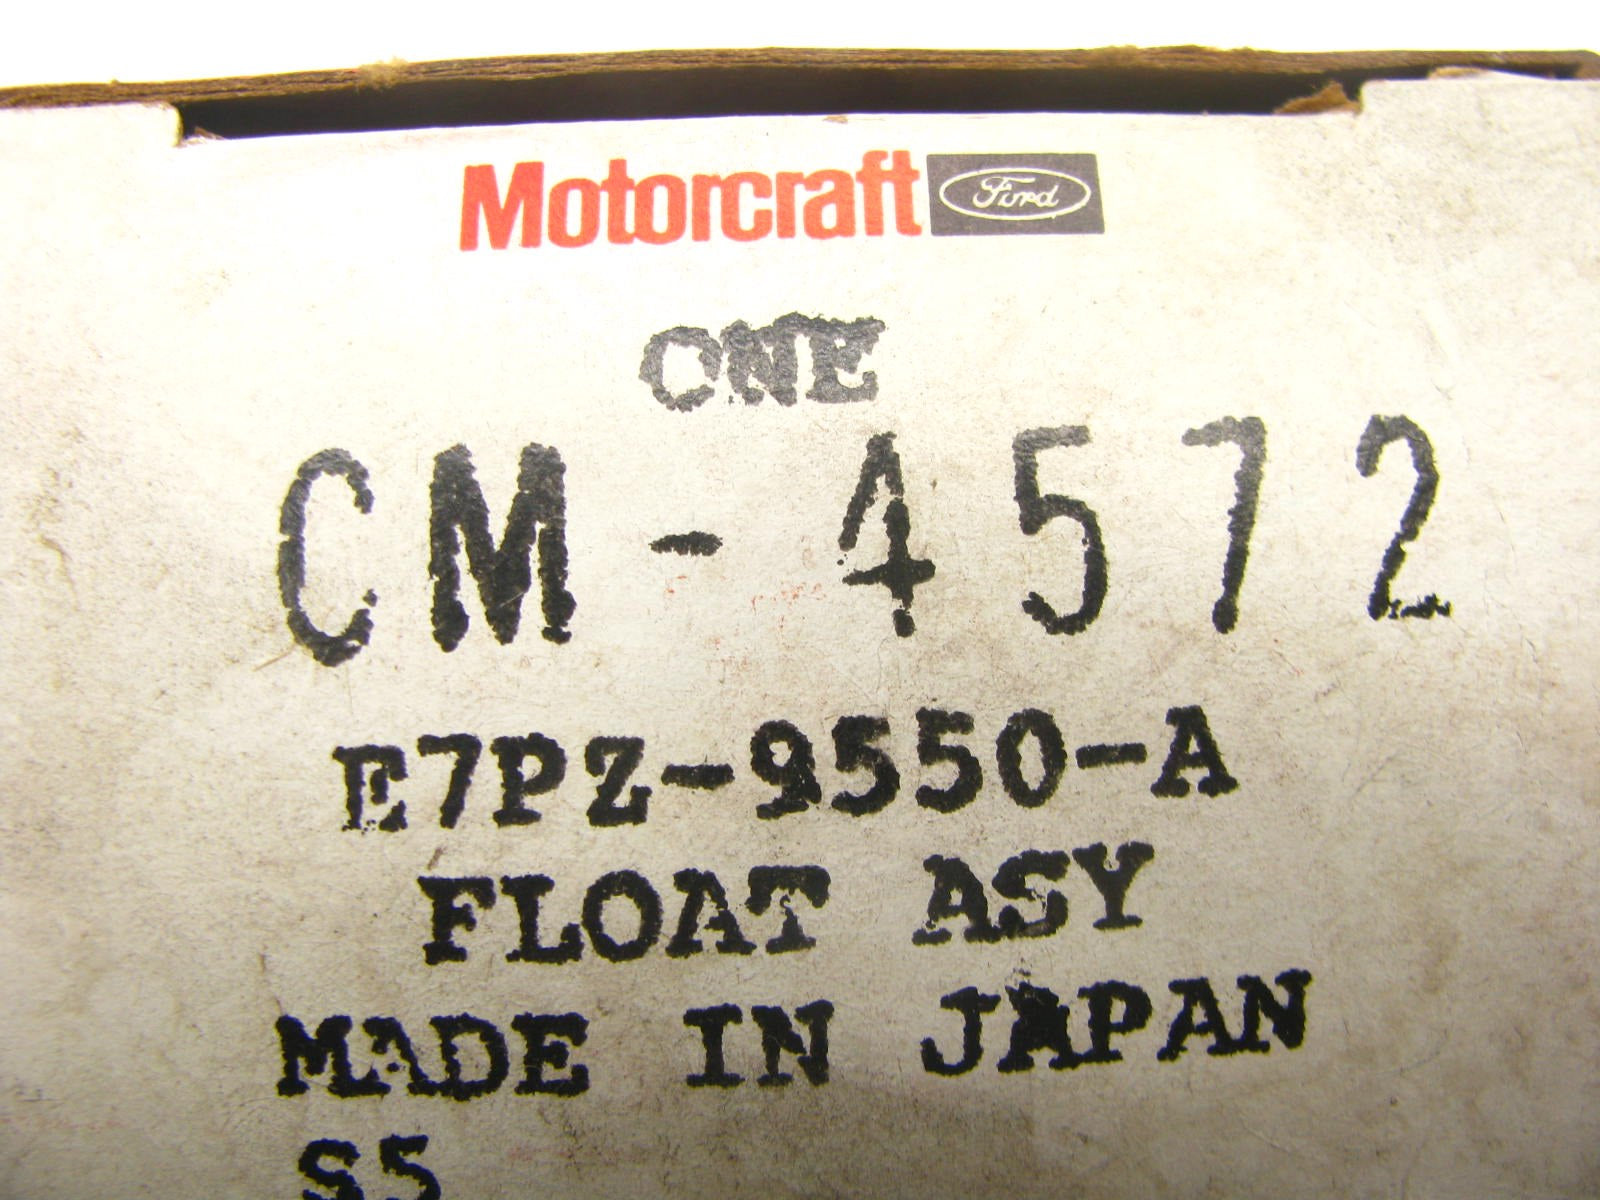 Motorcraft Ford
ONE
CM-4572
E7PZ-9550-A
FLOAT ASY
MADE IN JAPAN
S5